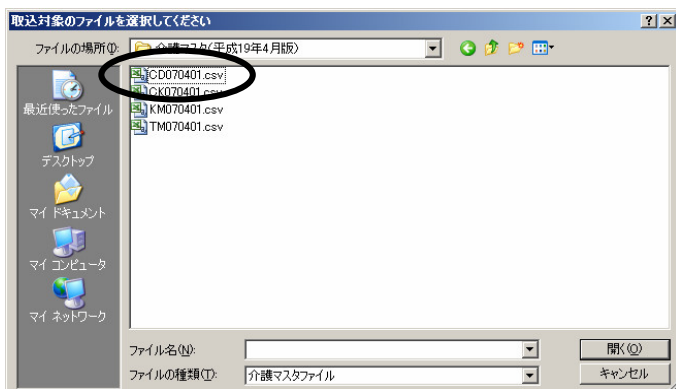 取込対象のファイルを選択してください
ファイルの場所(I):
介護マスタ(平成19年4月版)
CD070401.csv
CK070401.csv
KM070401.csv
TM070401.csv
最近使ったファイル
デスクトップ
マイ ドキュメント
マイ コンピュータ
マイ ネットワーク
ファイル名(N):
開く(O)
ファイルの種類(T):
介護マスタファイル
キャンセル